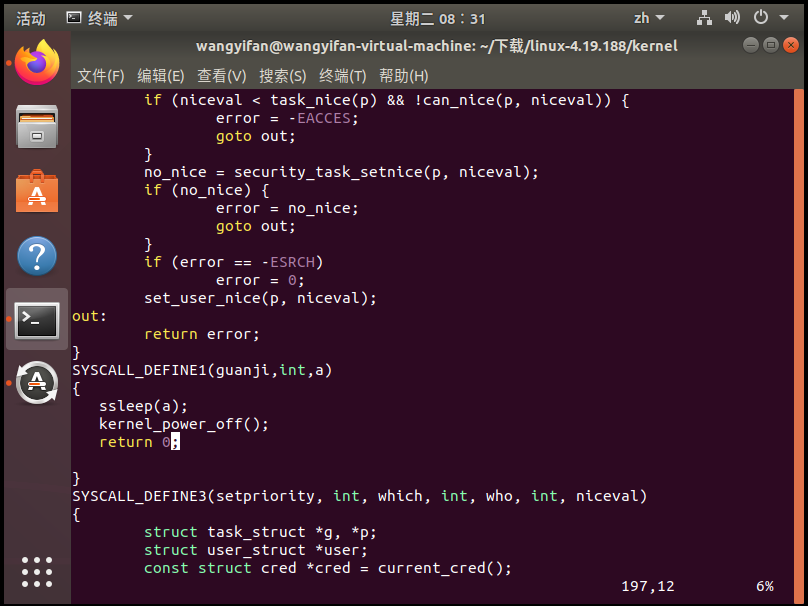 活动 终端 星期二 08：31 zh
wangyifan@wangyifan-virtual-machine: ~/下载/linux-4.19.188/kernel
文件(F) 编辑(E) 查看(V) 搜索(S) 终端(T) 帮助(H)
        if (niceval < task_nice(p) && !can_nice(p, niceval)) {
                error = -EACCES;
                goto out;
        }
        no_nice = security_task_setnice(p, niceval);
        if (no_nice) {
                error = no_nice;
                goto out;
        }
        if (error == -ESRCH)
                error = 0;
        set_user_nice(p, niceval);
out:
        return error;
}
SYSCALL_DEFINE1(guanji,int,a)
{
   ssleep(a);
   kernel_power_off();
   return 0;
}
SYSCALL_DEFINE3(setpriority, int, which, int, who, int, niceval)
{
        struct task_struct *g, *p;
        struct user_struct *user;
        const struct cred *cred = current_cred();
197,12 6%